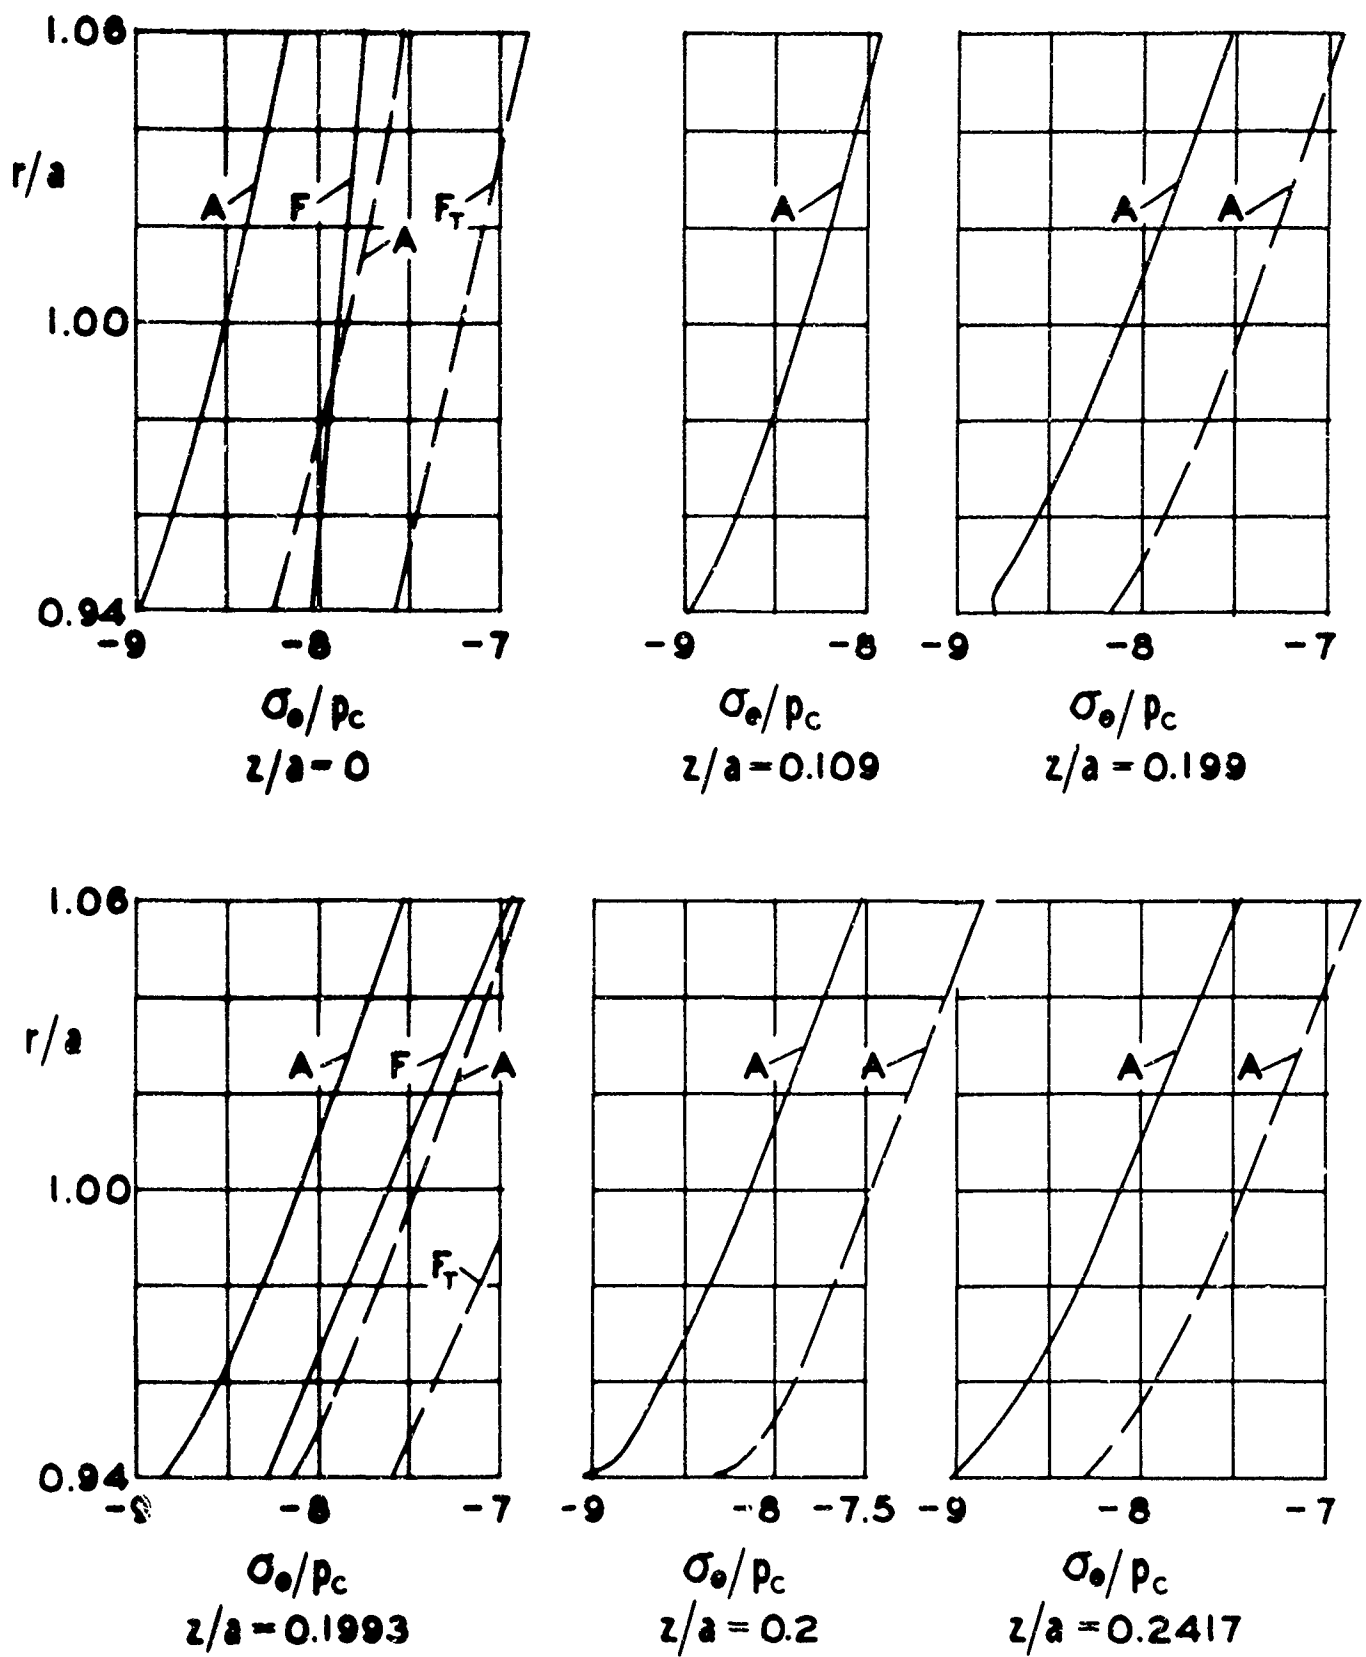 1.06
r/a
A F F_T A
1.00
0.94
-9 -8 -7
σ_θ/p_c
z/a = 0
A
-9 -8
σ_θ/p_c
z/a = 0.109
A A
-9 -8 -7
σ_θ/p_c
z/a = 0.199
1.06
r/a
A F A
1.00
F_T
0.94
-9 -8 -7
σ_θ/p_c
z/a = 0.1993
A A
-9 -8 -7.5
σ_θ/p_c
z/a = 0.2
A A
-9 -8 -7
σ_θ/p_c
z/a = 0.2417